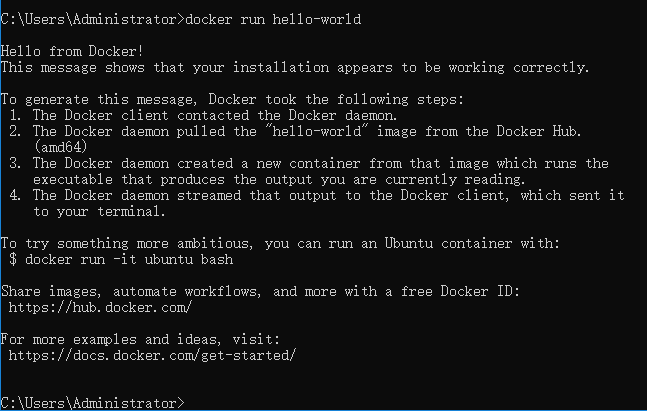 C:\Users\Administrator>docker run hello-world
Hello from Docker!
This message shows that your installation appears to be working correctly.
To generate this message, Docker took the following steps:
1. The Docker client contacted the Docker daemon.
2. The Docker daemon pulled the "hello-world" image from the Docker Hub.
(amd64)
3. The Docker daemon created a new container from that image which runs the
executable that produces the output you are currently reading.
4. The Docker daemon streamed that output to the Docker client, which sent it
to your terminal.
To try something more ambitious, you can run an Ubuntu container with:
$ docker run -it ubuntu bash
Share images, automate workflows, and more with a free Docker ID:
https://hub.docker.com/
For more examples and ideas, visit:
https://docs.docker.com/get-started/
C:\Users\Administrator>